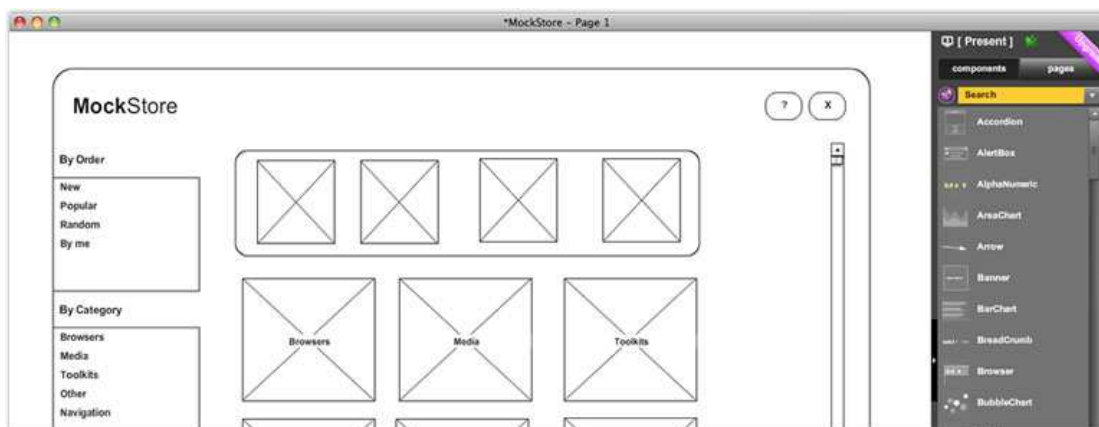 *MockStore - Page 1
[ Present ]
components pages
Search
Accordion
AlertBox
AlphaNumeric
AreaChart
Arrow
Banner
BarChart
BreadCrumb
Browser
BubbleChart
MockStore
? X
By Order
New
Popular
Random
By me
By Category
Browsers
Media
Toolkits
Other
Navigation
Browsers Media Toolkits